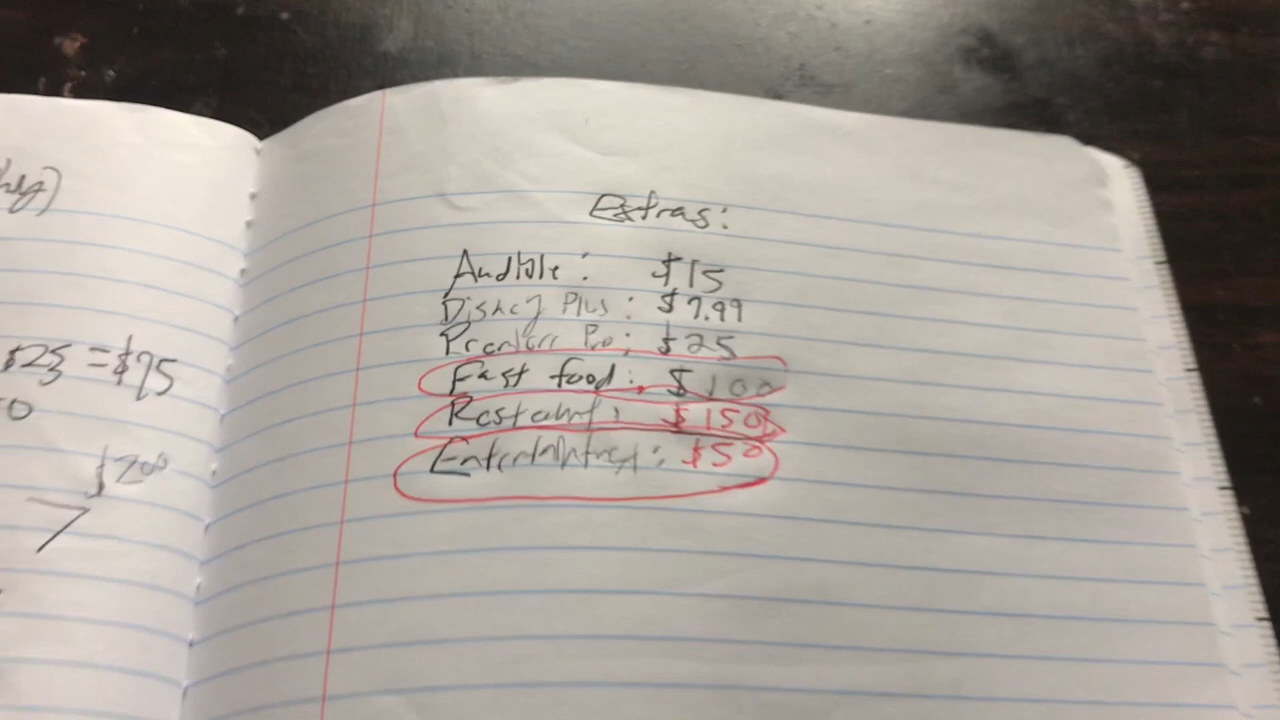 $25 = $75
0
$200
Extras:
Audible: $15
Disney Plus: $7.99
Premiere Pro: $25
Fast food: $100
Restaurant: $150
Entertainment: $50